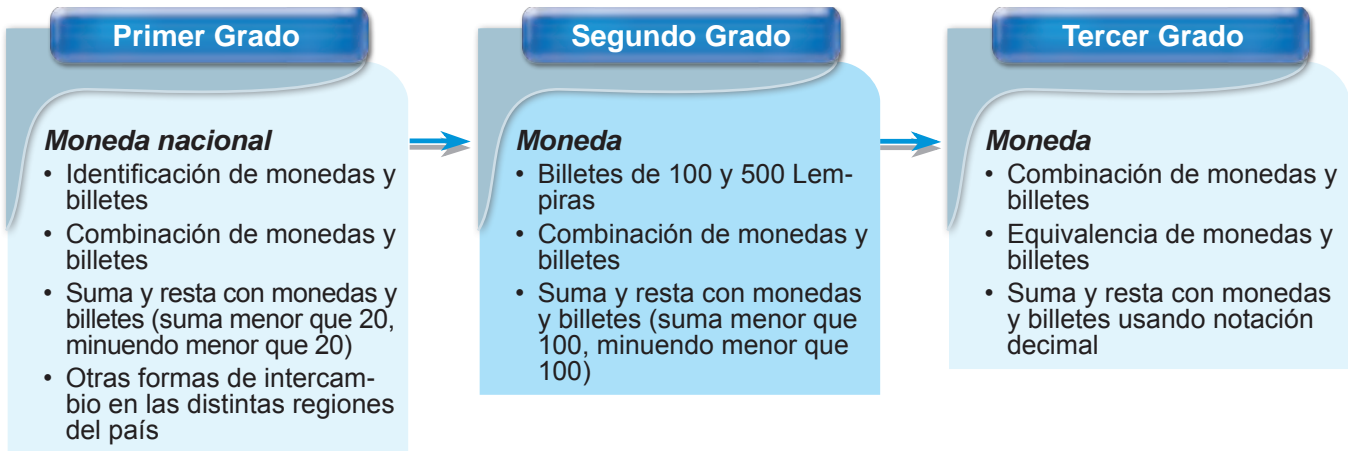 Primer Grado
Moneda nacional
• Identificación de monedas y
billetes
• Combinación de monedas y
billetes
• Suma y resta con monedas y
billetes (suma menor que 20,
minuendo menor que 20)
• Otras formas de intercam-
bio en las distintas regiones
del país
Segundo Grado
Moneda
• Billetes de 100 y 500 Lem-
piras
• Combinación de monedas y
billetes
• Suma y resta con monedas
y billetes (suma menor que
100, minuendo menor que
100)
Tercer Grado
Moneda
• Combinación de monedas y
billetes
• Equivalencia de monedas y
billetes
• Suma y resta con monedas
y billetes usando notación
decimal